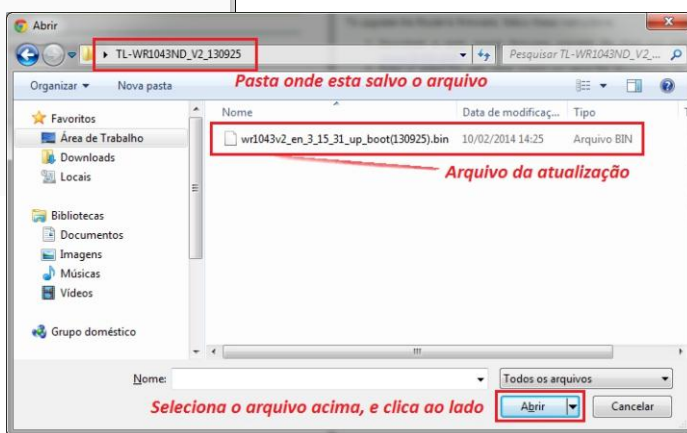 Abrir
TL-WR1043ND_V2_130925
Pesquisar TL-WR1043ND_V2_...
Organizar
Nova pasta
Pasta onde esta salvo o arquivo
Favoritos
Área de Trabalho
Downloads
Locais
Bibliotecas
Documentos
Imagens
Músicas
Vídeos
Grupo doméstico
Nome
Data de modificaç...
Tipo
T
wr1043v2_en_3_15_31_up_boot(130925).bin
10/02/2014 14:25
Arquivo BIN
Arquivo da atualização
Nome:
Todos os arquivos
Seleciona o arquivo acima, e clica ao lado
Abrir
Cancelar